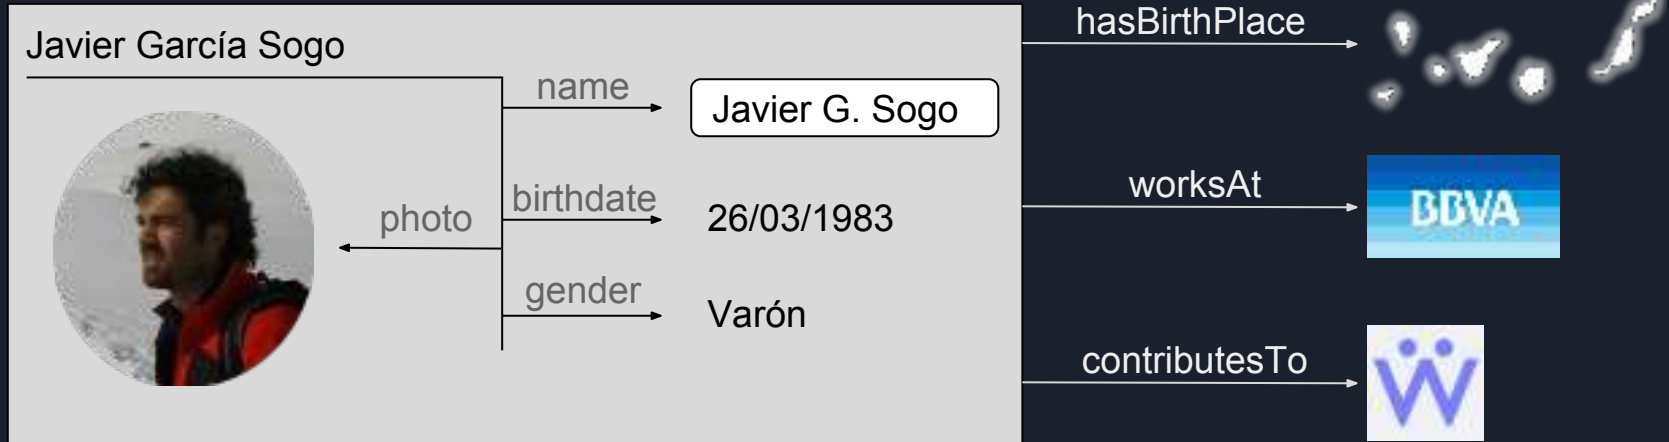 Javier García Sogo
name
Javier G. Sogo
photo
birthdate
26/03/1983
gender
Varón
hasBirthPlace
worksAt
BBVA
contributesTo
Ẅ